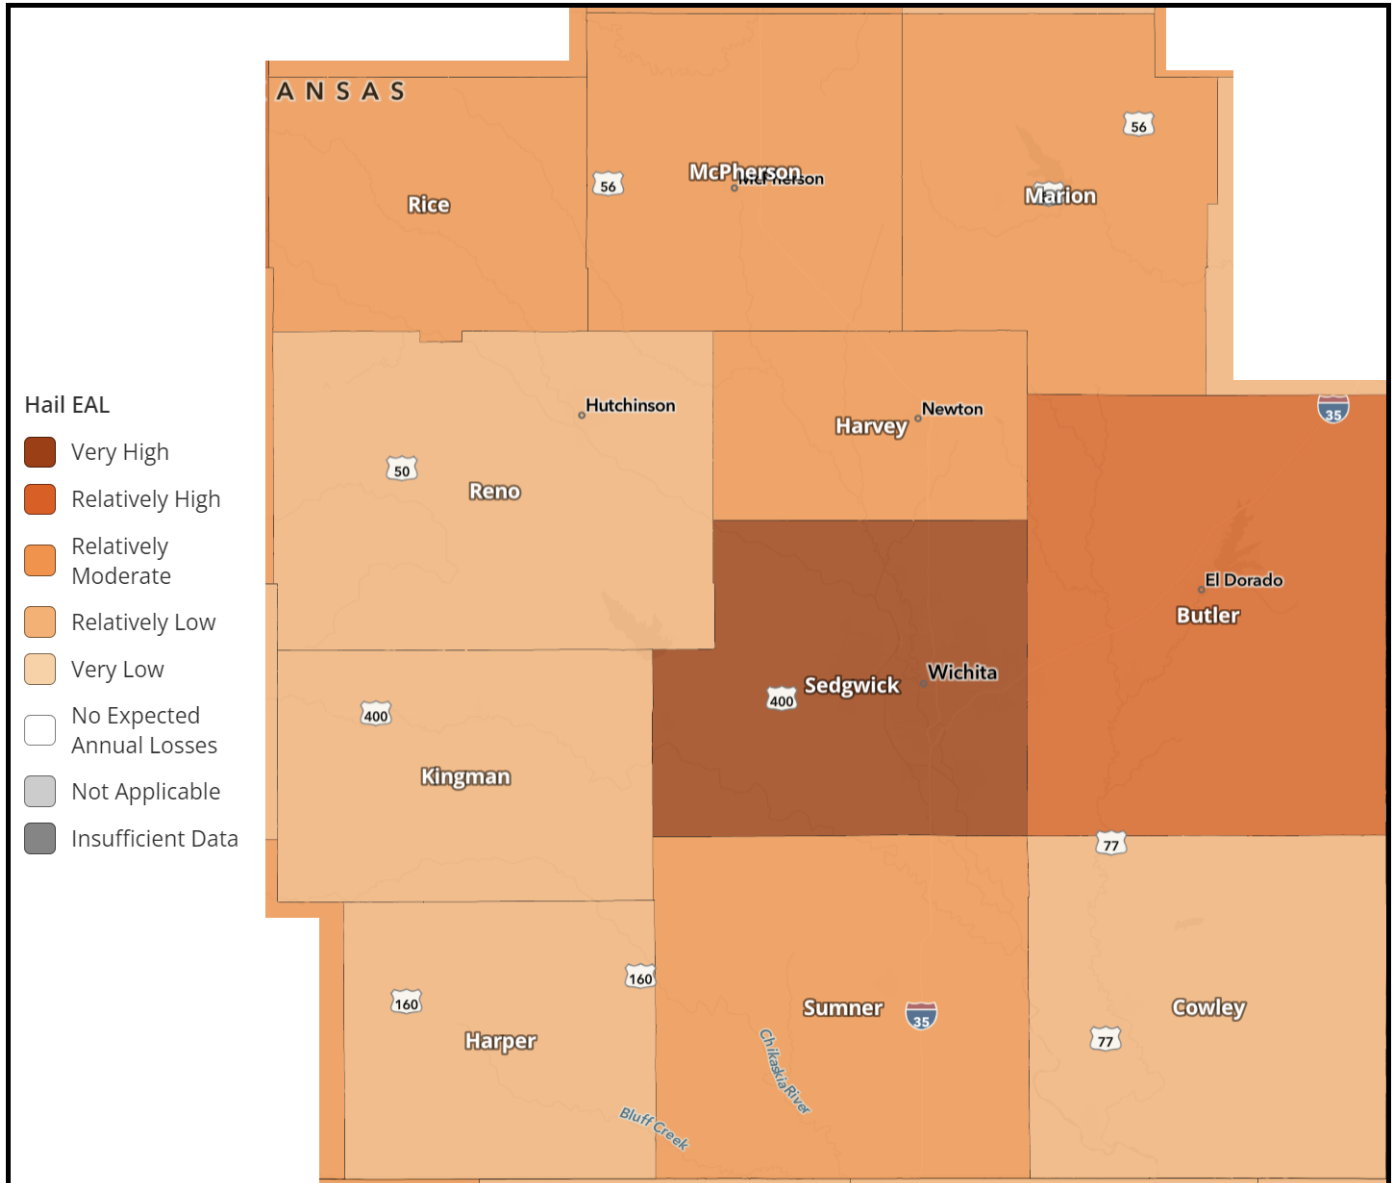 ANSAS
56
McPherson
McPherson
56
Rice
Marion
Hail EAL
Very High
Relatively High
Relatively
Moderate
Relatively Low
Very Low
No Expected
Annual Losses
Not Applicable
Insufficient Data
Hutchinson
Newton
35
Harvey
50
Reno
El Dorado
Butler
Wichita
Sedgwick
400
400
Kingman
77
160
160
Sumner
35
Cowley
Harper
77
Chikaskia River
Bluff Creek